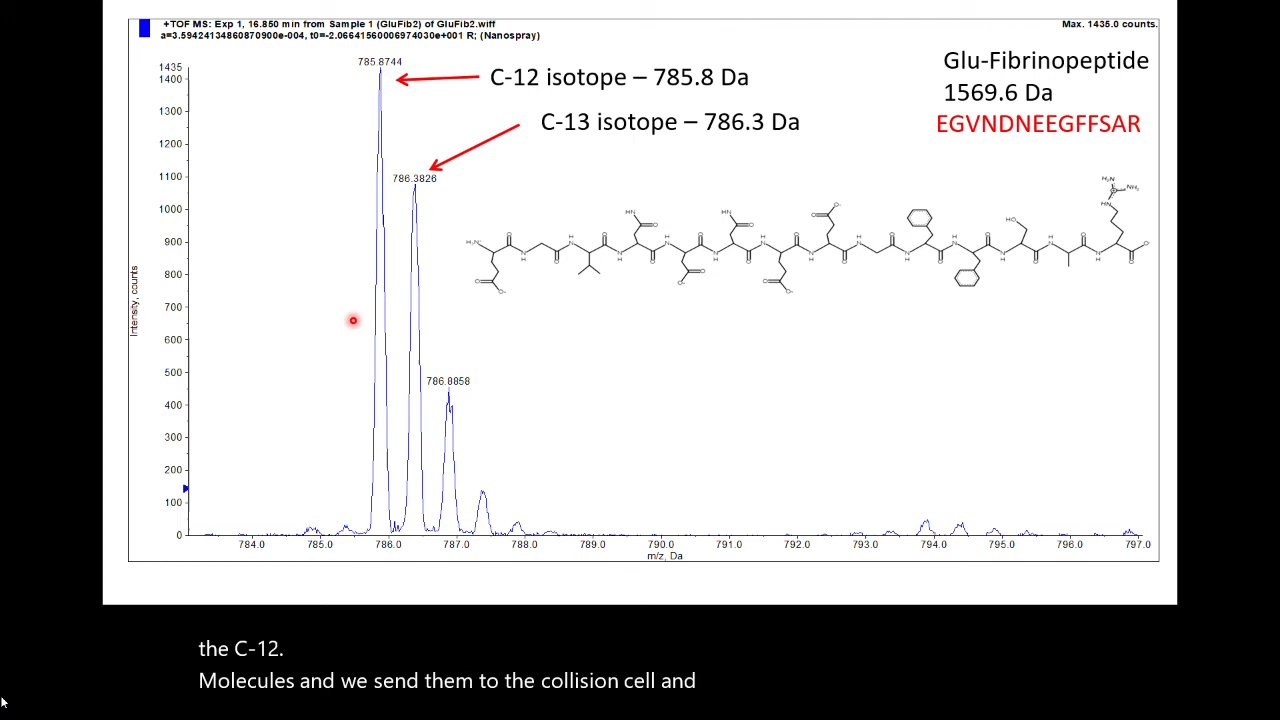 +TOF MS: Exp 1, 16.850 min from Sample 1 (GluFib2) of GluFib2.wiff
a=3.59424134860870900e-004, t0=-2.06641560006974030e+001 R; (Nanospray)
Max. 1435.0 counts.
785.8744
C-12 isotope – 785.8 Da
C-13 isotope – 786.3 Da
Glu-Fibrinopeptide
1569.6 Da
EGVNDNEEGFFSAR
786.3826
786.8858
Intensity, counts
1435
1400
1300
1200
1100
1000
900
800
700
600
500
400
300
200
100
0
784.0 785.0 786.0 787.0 788.0 789.0 790.0 791.0 792.0 793.0 794.0 795.0 796.0 797.0
m/z, Da
the C-12.
Molecules and we send them to the collision cell and